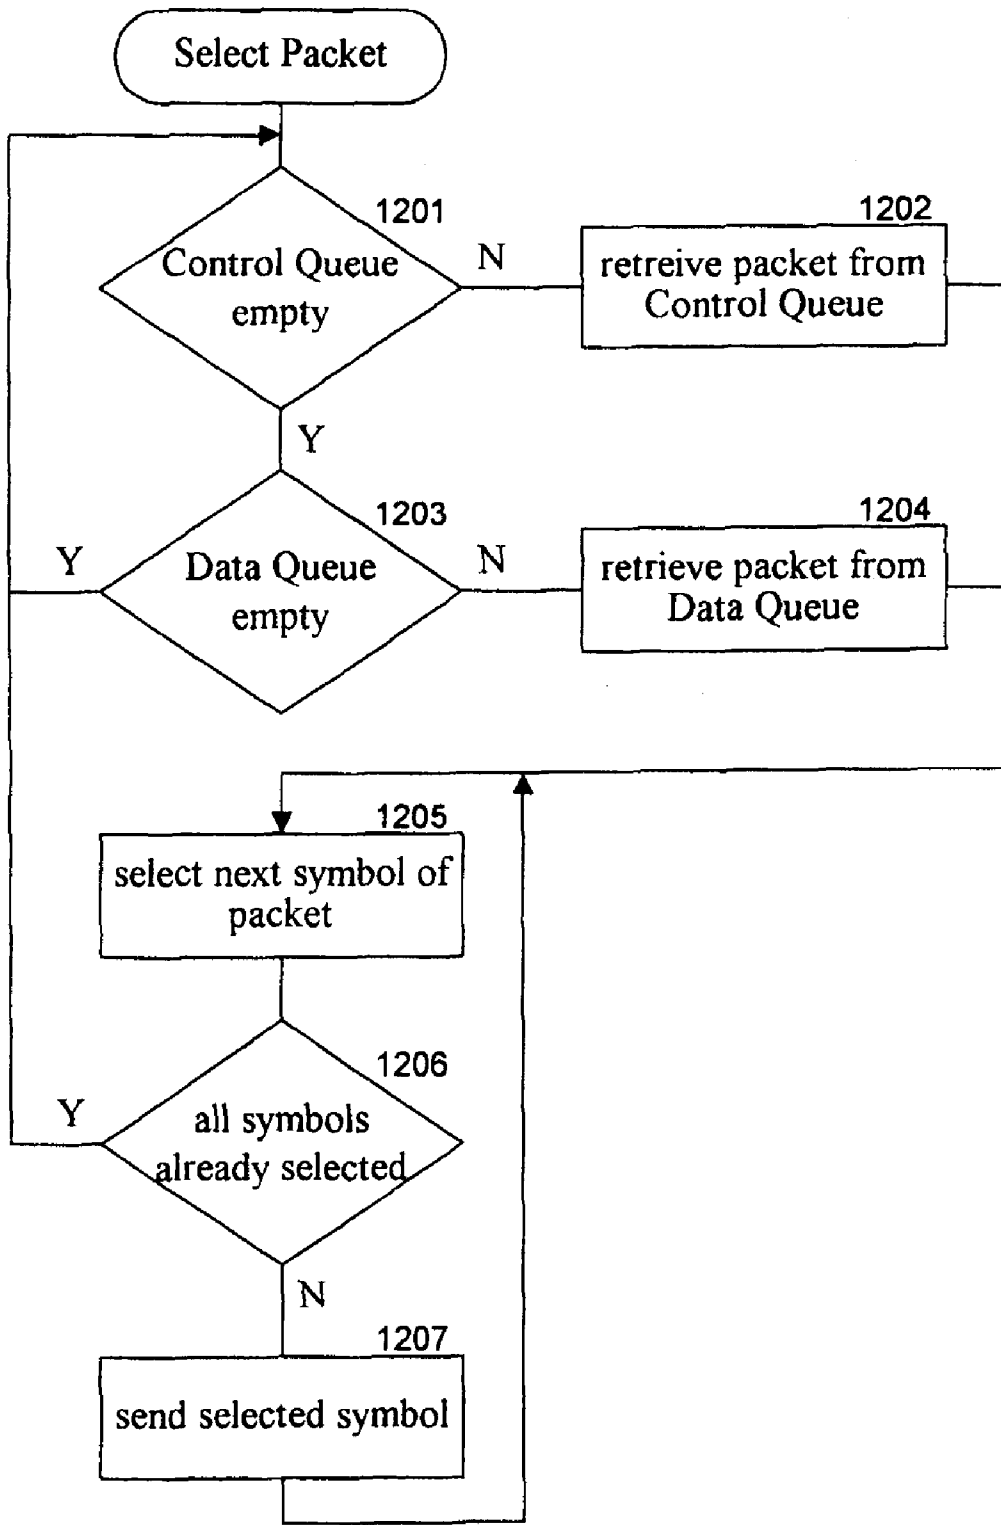 Select Packet
1201
Control Queue
empty
N
1202
retreive packet from
Control Queue
Y
1203
Data Queue
empty
Y
N
1204
retrieve packet from
Data Queue
1205
select next symbol of
packet
1206
all symbols
already selected
Y
N
1207
send selected symbol